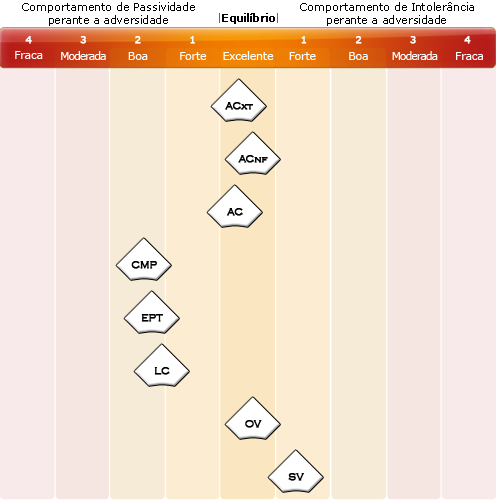 Comportamento de Passividade
perante a adversidade
|Equilíbrio|
Comportamento de Intolerância
perante a adversidade
4 3 2 1 1 2 3 4
Fraca Moderada Boa Forte Excelente Forte Boa Moderada Fraca
ACXT
ACNF
AC
CMP
EPT
LC
OV
SV